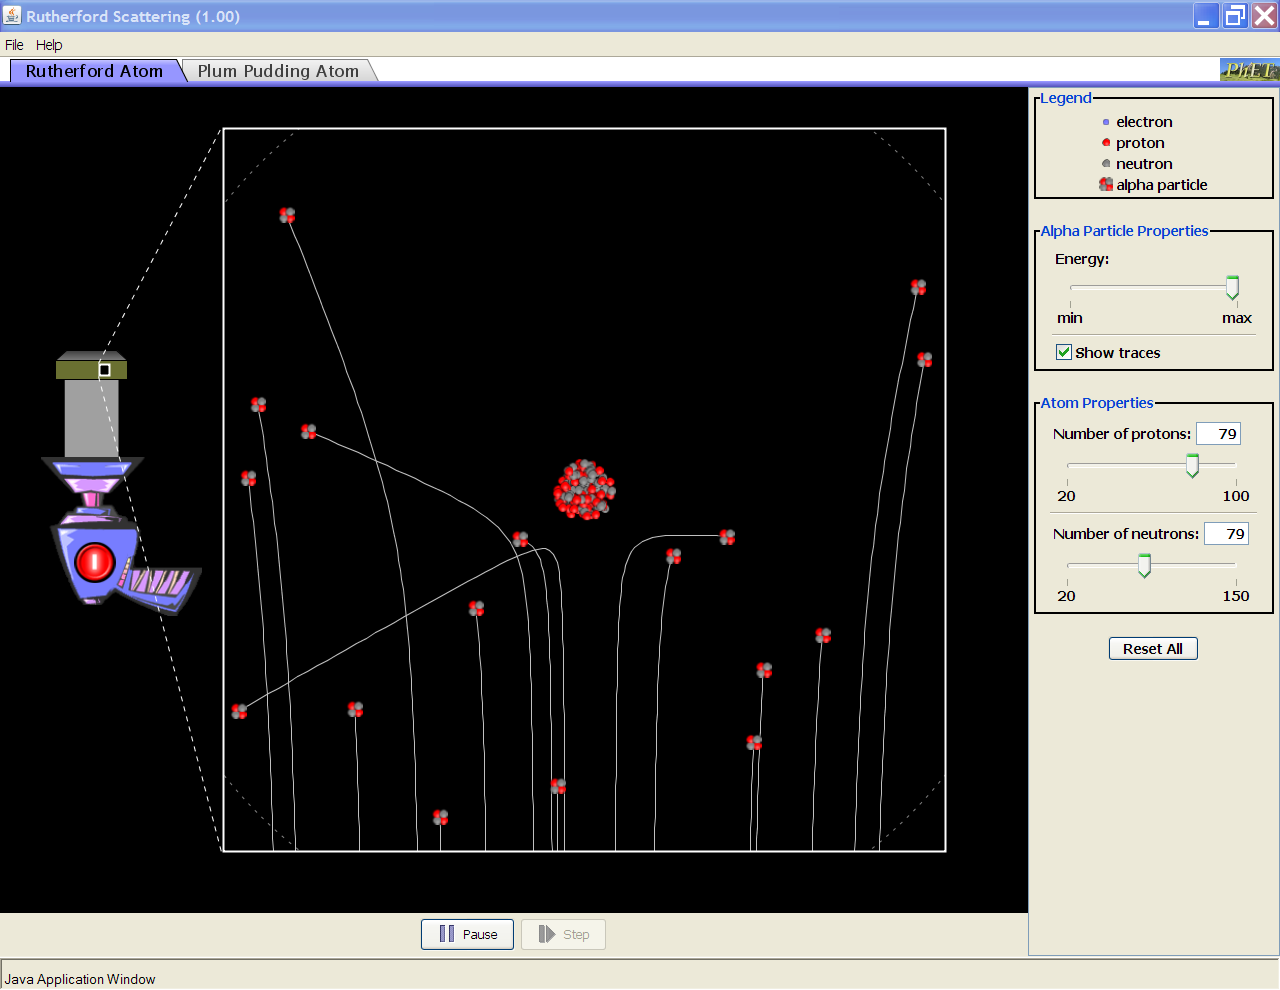 Rutherford Scattering (1.00)
File Help
Rutherford Atom Plum Pudding Atom
PhET
Legend
electron
proton
neutron
alpha particle
Alpha Particle Properties
Energy:
min max
Show traces
Atom Properties
Number of protons: 79
20 100
Number of neutrons: 79
20 150
Reset All
Pause Step
Java Application Window